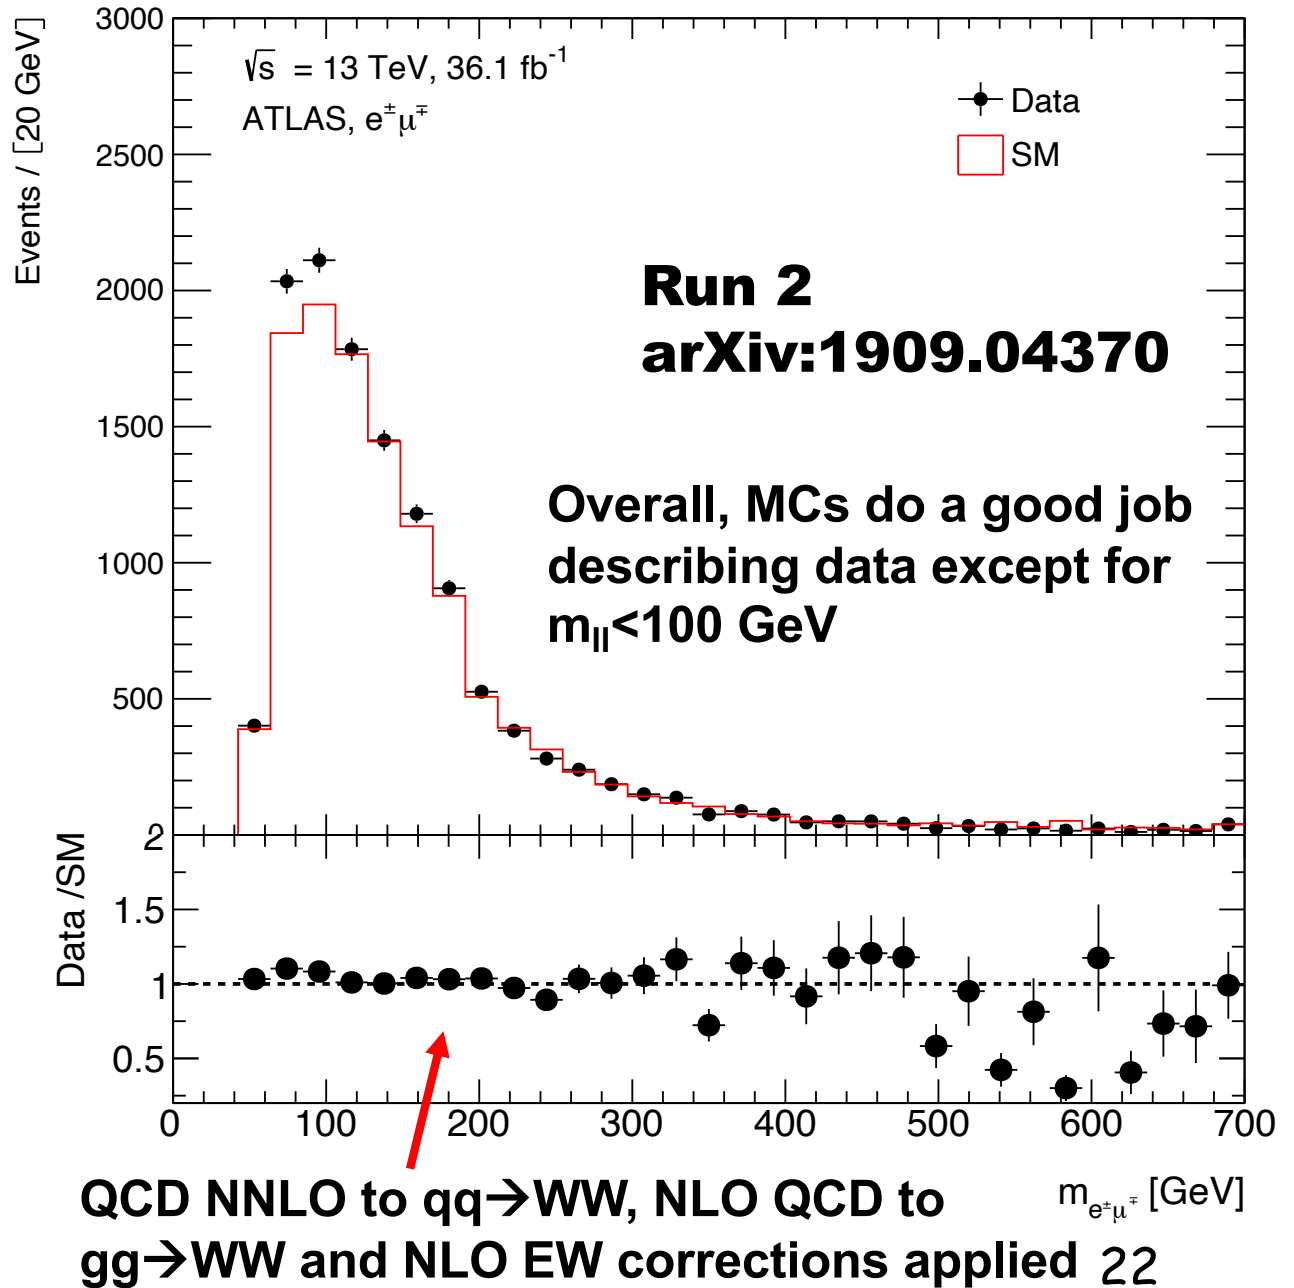 3000
2500
2000
1500
1000
500
Events / [20 GeV]
√s = 13 TeV, 36.1 fb⁻¹
ATLAS, e±μ∓
Data
SM
Run 2
arXiv:1909.04370
Overall, MCs do a good job
describing data except for
mll<100 GeV
2
1.5
1
0.5
Data /SM
0 100 200 300 400 500 600 700
m e±μ∓ [GeV]
QCD NNLO to qq→WW, NLO QCD to
gg→WW and NLO EW corrections applied 22